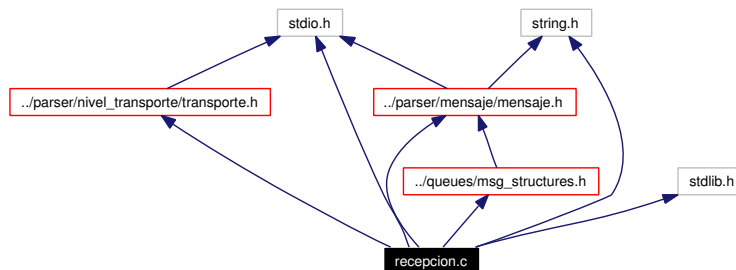 stdio.h
string.h
../parser/nivel_transporte/transporte.h
../parser/mensaje/mensaje.h
../queues/msg_structures.h
stdlib.h
recepcion.c